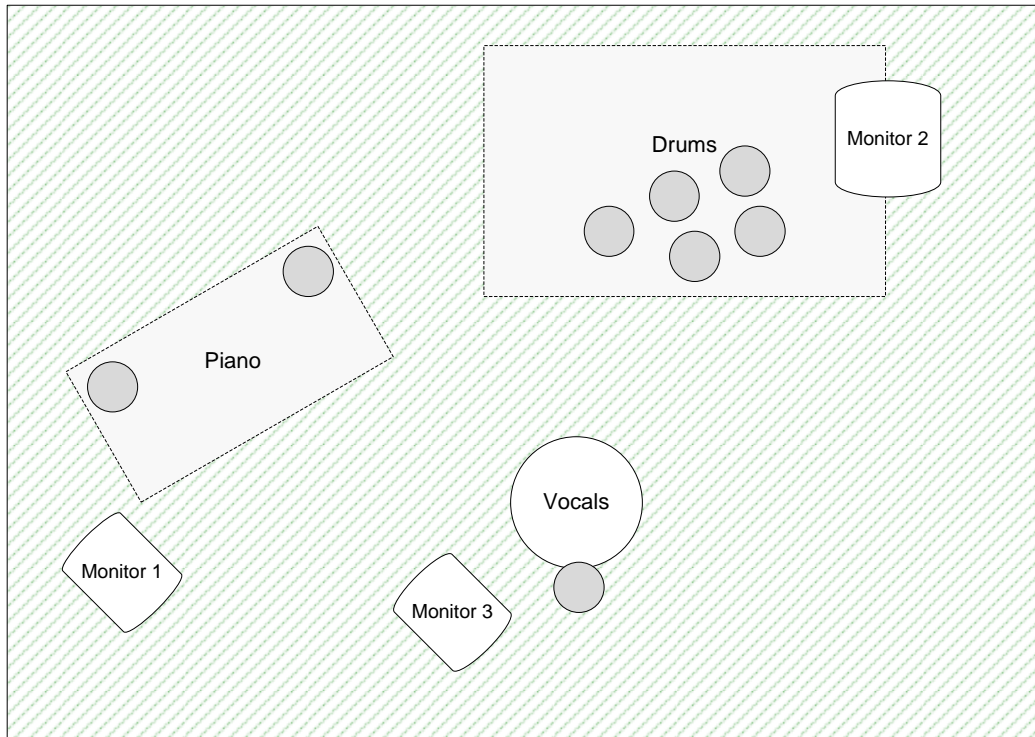 Drums
Monitor 2
Piano
Vocals
Monitor 1
Monitor 3